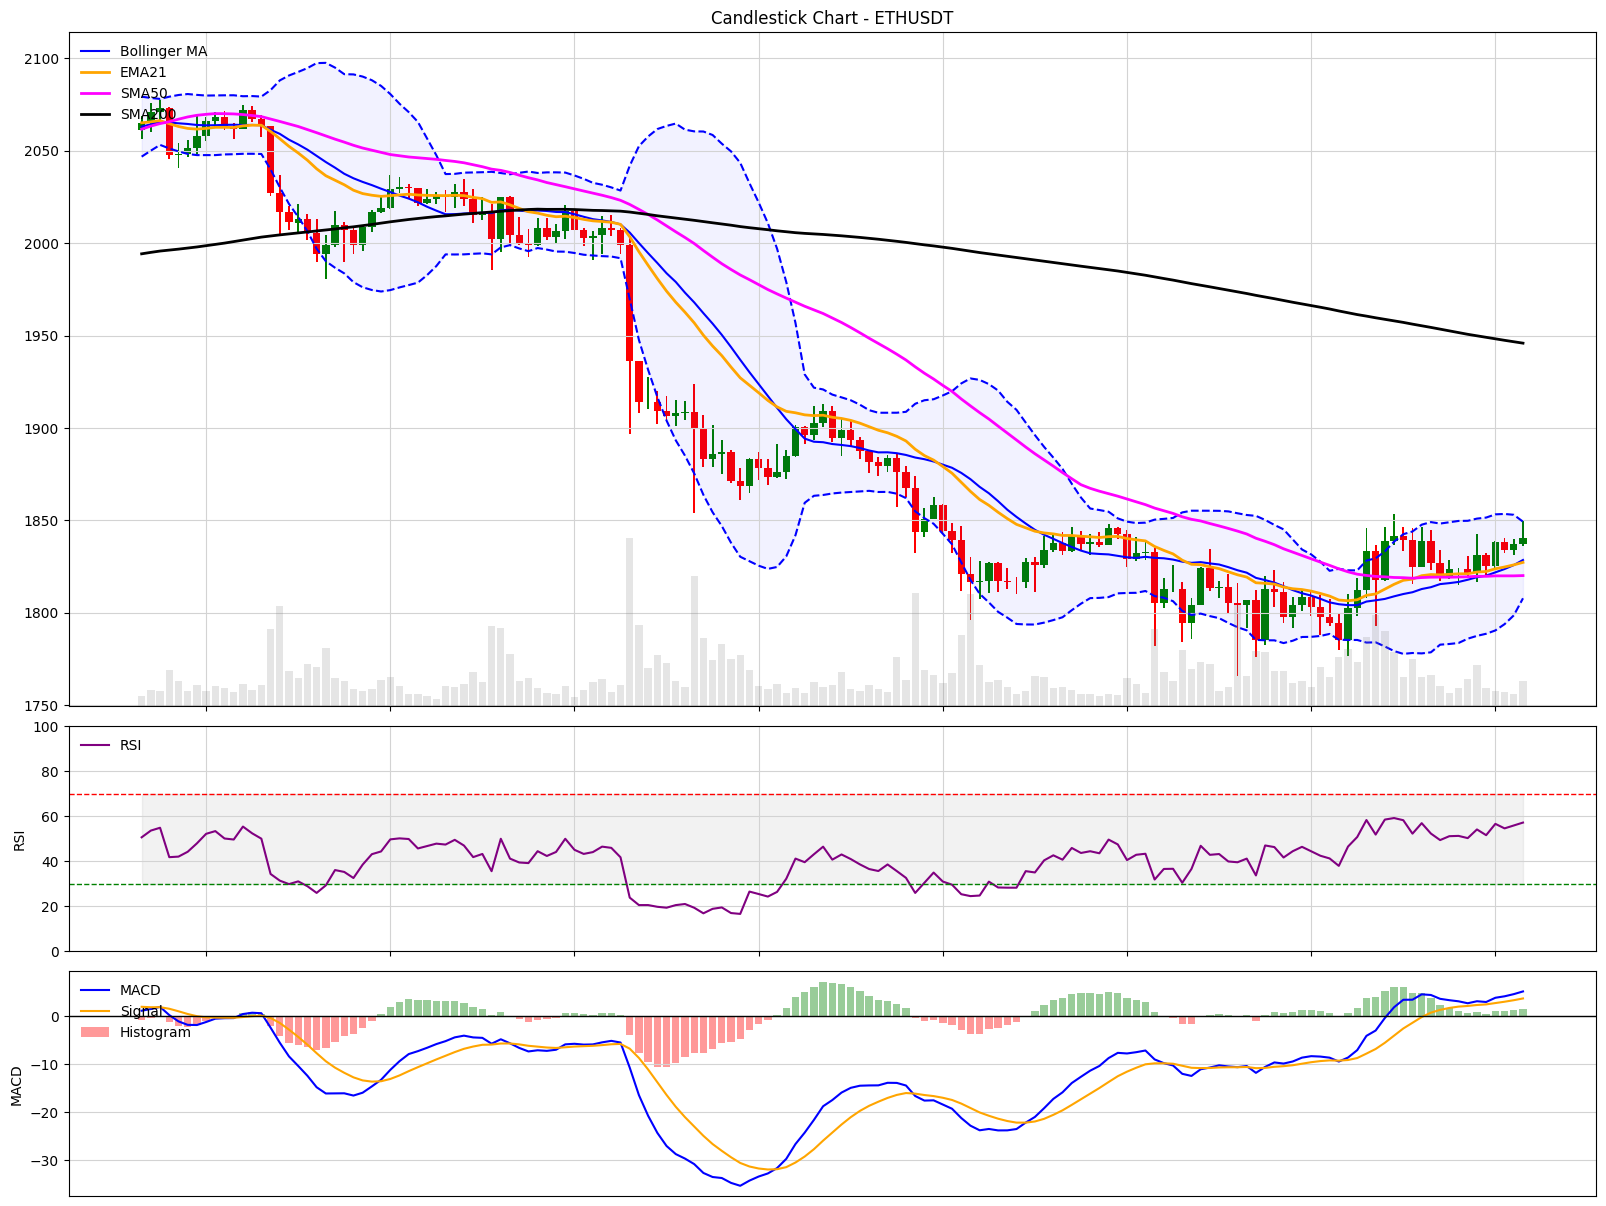 Candlestick Chart - ETHUSDT
Bollinger MA
EMA21
SMA50
SMA200
2100
2050
2000
1950
1900
1850
1800
1750
RSI
RSI
100
80
60
40
20
0
MACD
Signal
Histogram
MACD
0
−10
−20
−30